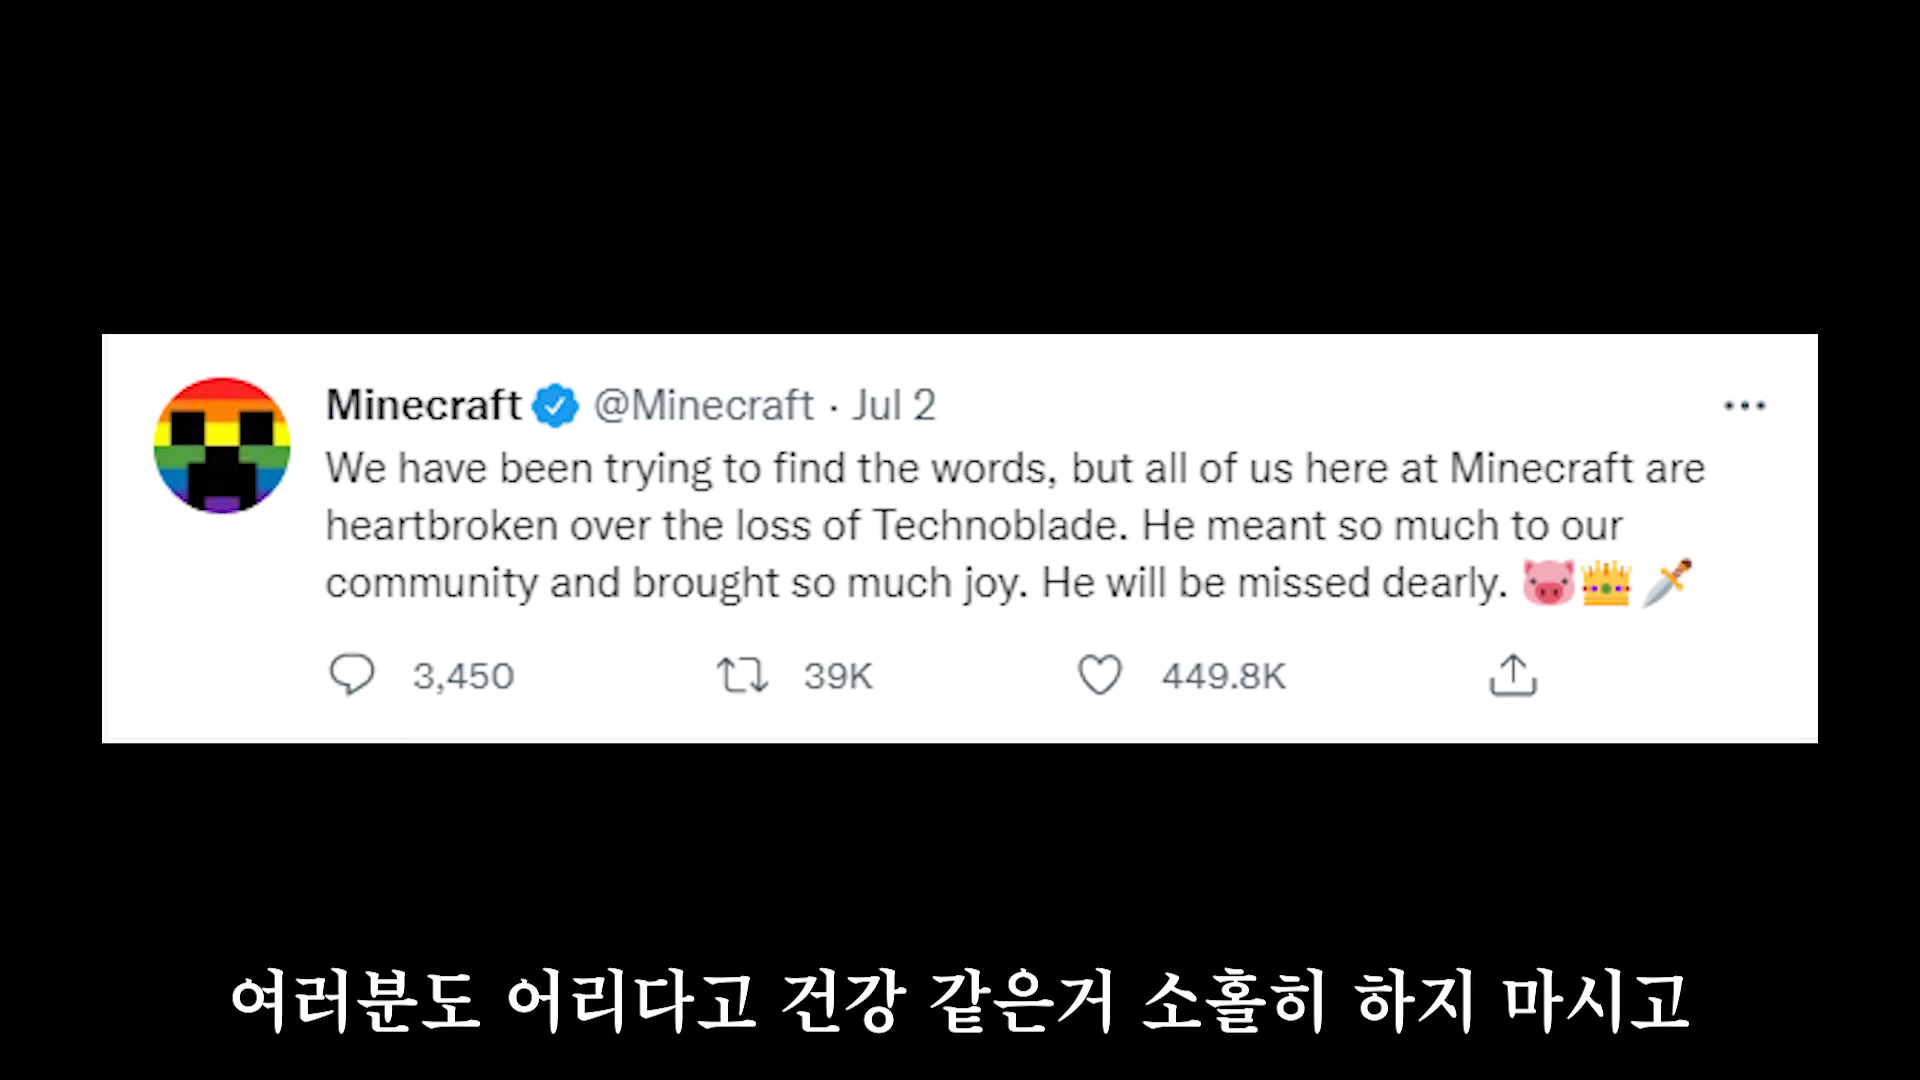 Minecraft @Minecraft · Jul 2
We have been trying to find the words, but all of us here at Minecraft are
heartbroken over the loss of Technoblade. He meant so much to our
community and brought so much joy. He will be missed dearly. 🐷👑🗡️
3,450 39K 449.8K
여러분도 어리다고 건강 같은거 소홀히 하지 마시고